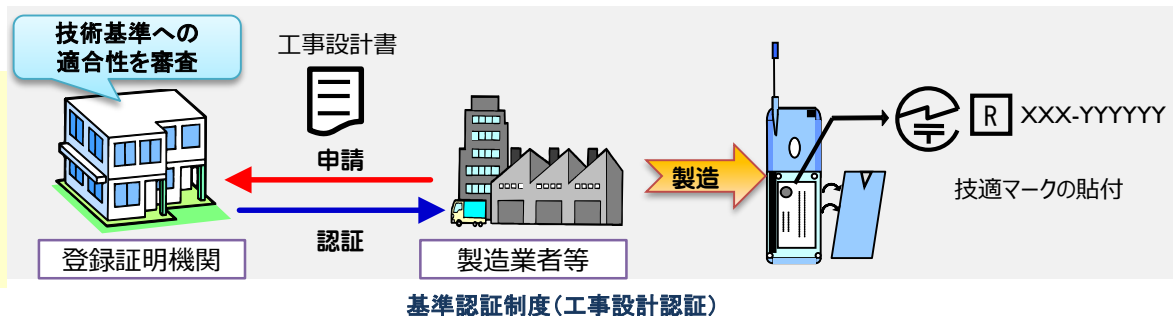 技術基準への
適合性を審査
工事設計書
申請
認証
登録証明機関
製造業者等
製造
R XXX-YYYYYY
技適マークの貼付
基準認証制度(工事設計認証)